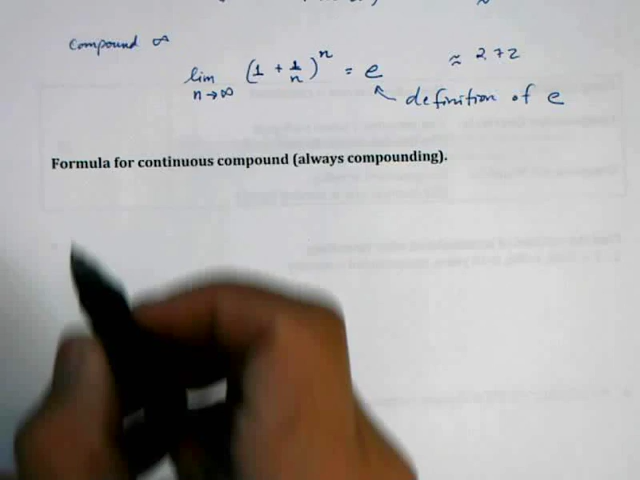 Compound ∞
lim n→∞ (1 + 1/n)^n = e ≈ 2.72
definition of e
Formula for continuous compound (always compounding).